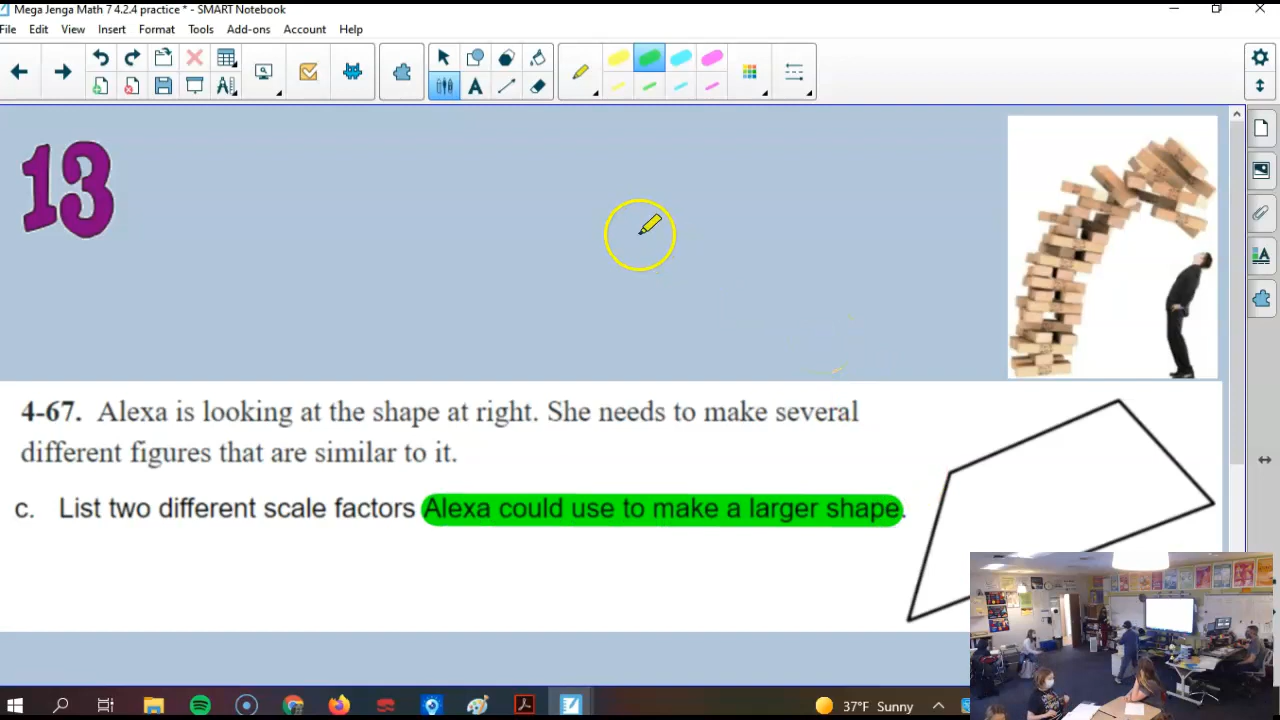 Mega Jenga Math 7 4.2.4 practice * - SMART Notebook
File Edit View Insert Format Tools Add-ons Account Help
13
4-67. Alexa is looking at the shape at right. She needs to make several
different figures that are similar to it.
c. List two different scale factors Alexa could use to make a larger shape.
37°F Sunny